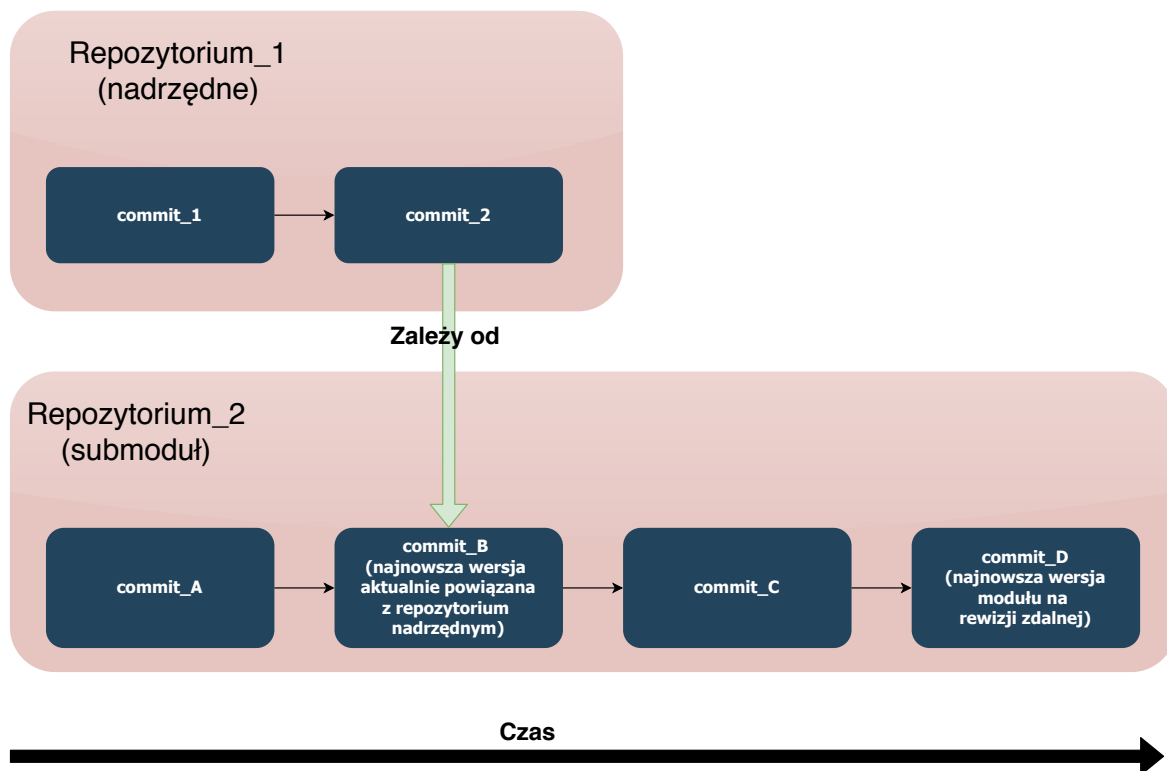 Repozytorium_1
(nadrzędne)
commit_1
commit_2
Zależy od
Repozytorium_2
(submoduł)
commit_A
commit_B
(najnowsza wersja
aktualnie powiązana
z repozytorium
nadrzędnym)
commit_C
commit_D
(najnowsza wersja
modułu na
rewizji zdalnej)
Czas